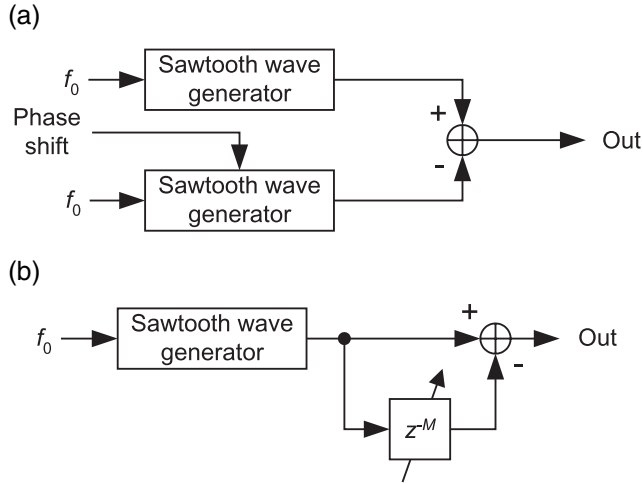 (a)
f0
Sawtooth wave
generator
Phase
shift
+
-
Out
f0
Sawtooth wave
generator
(b)
f0
Sawtooth wave
generator
+
-
Out
z-M